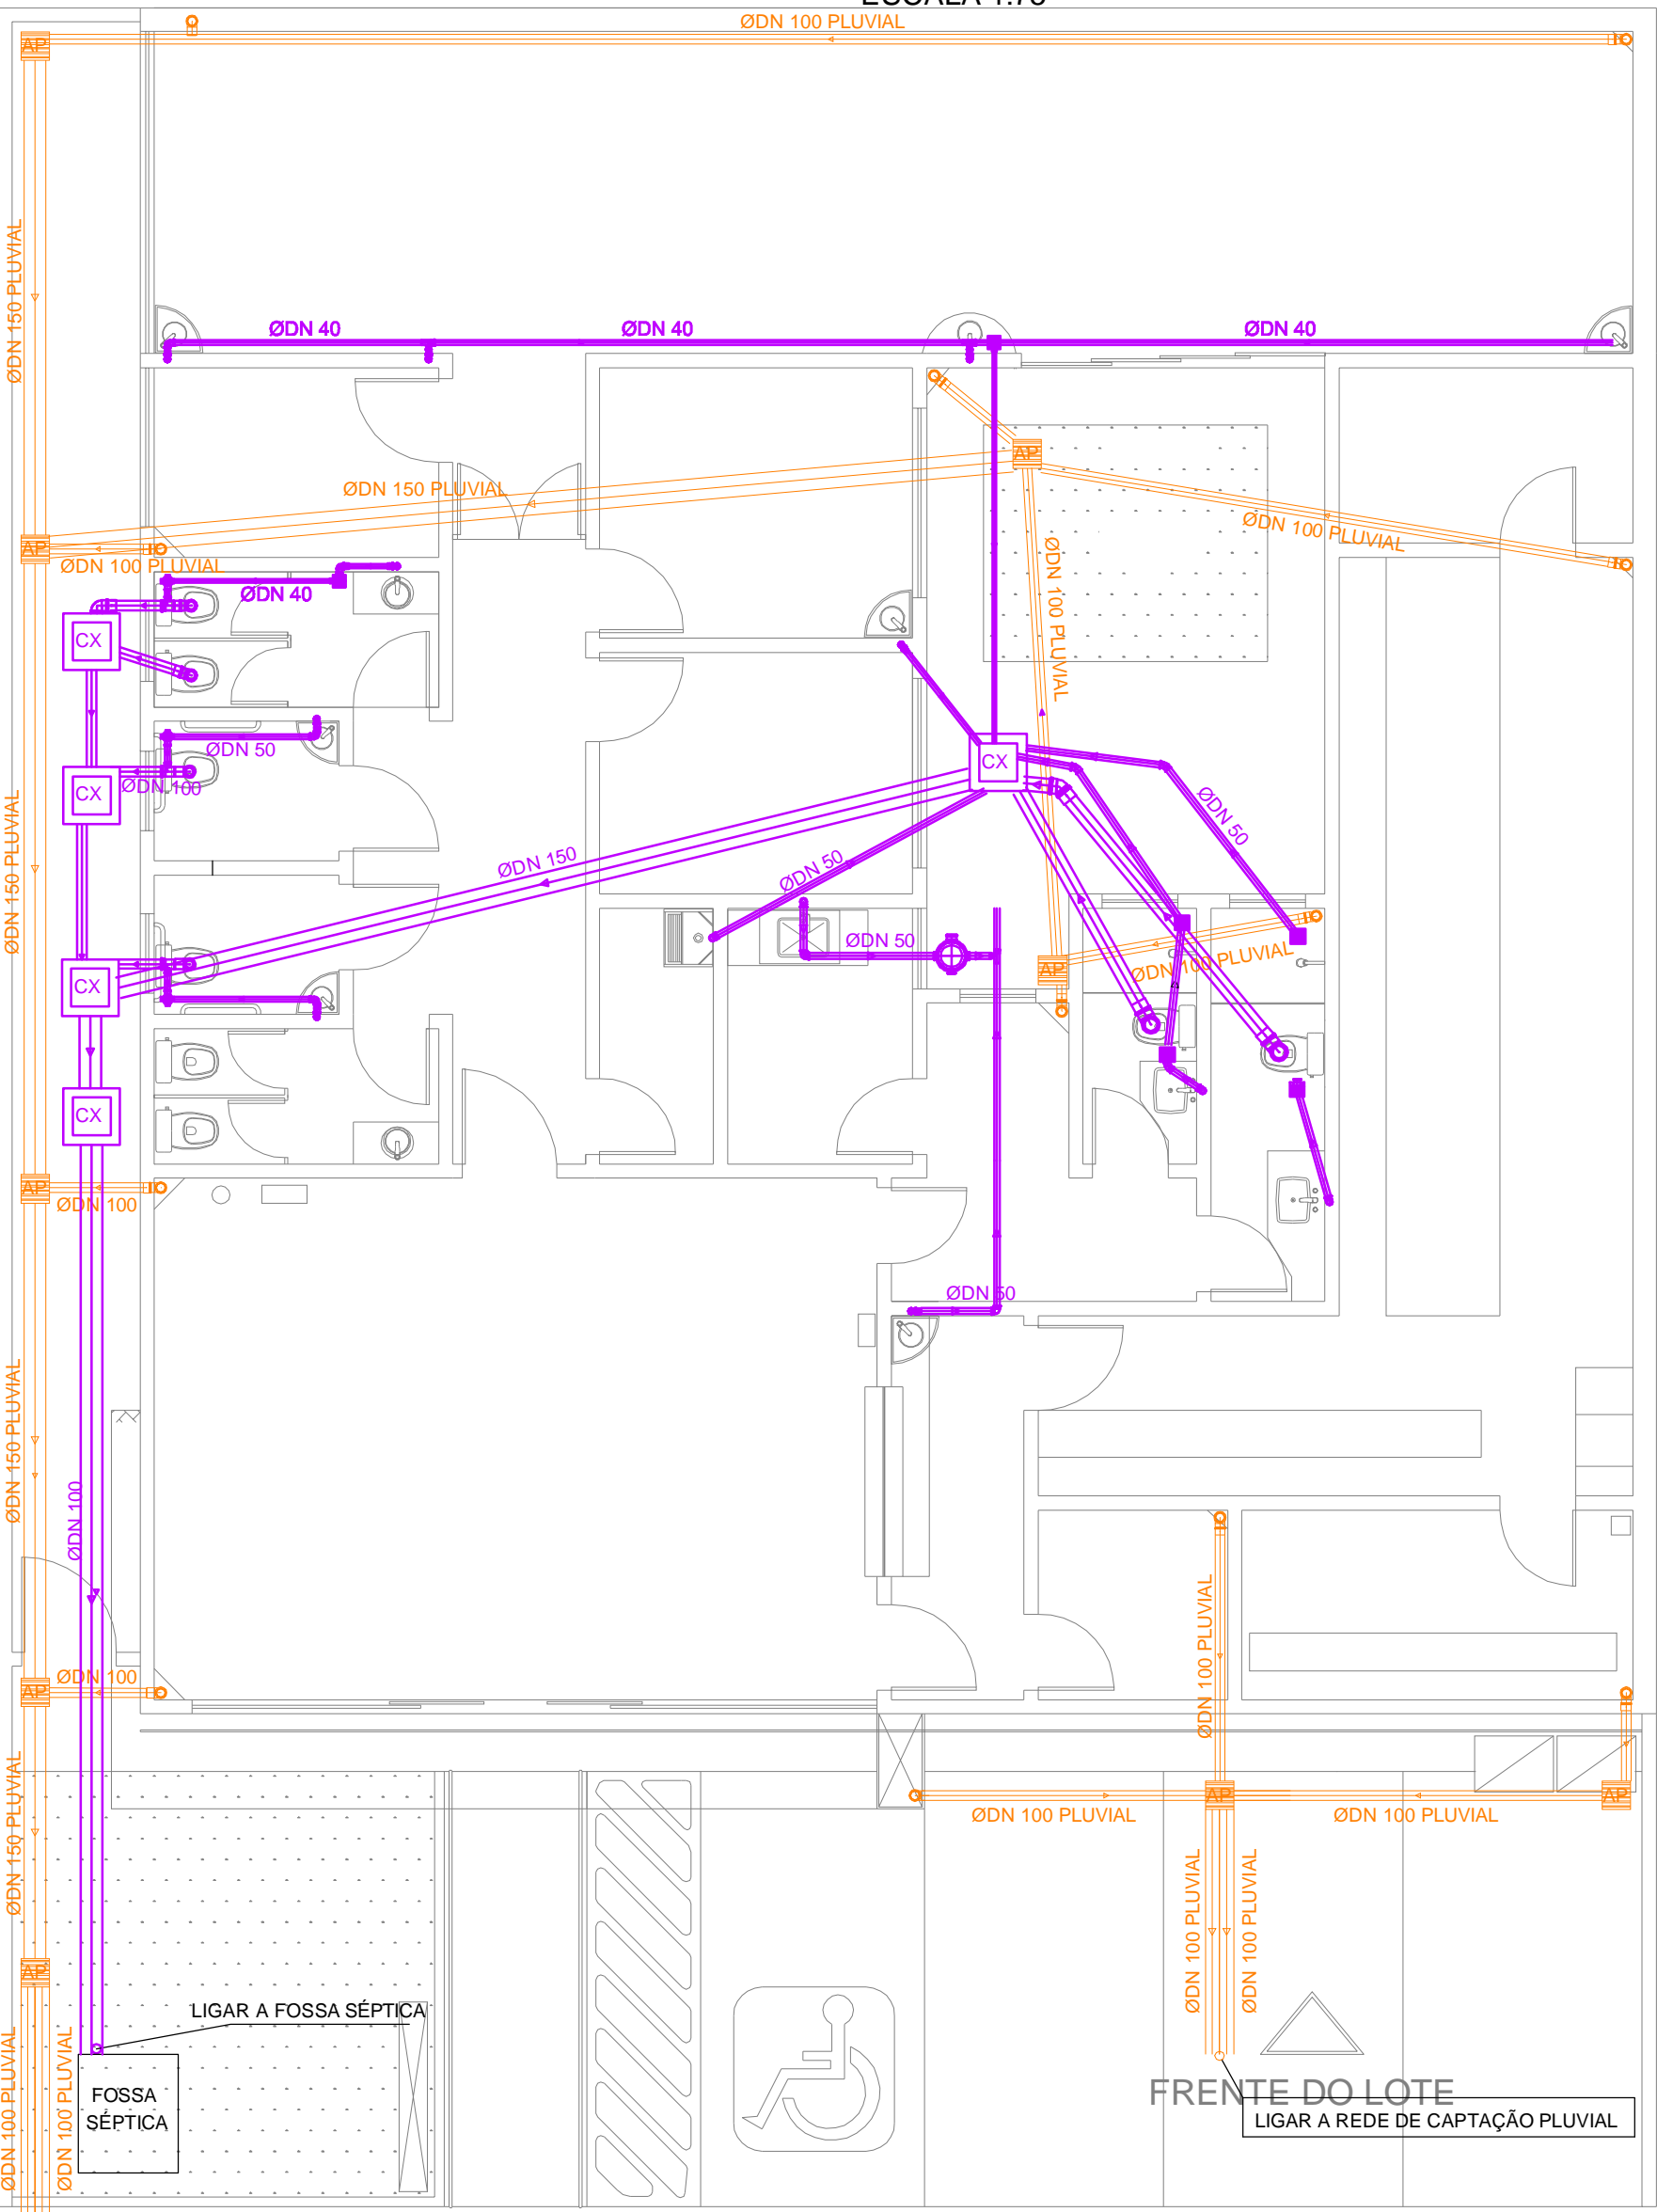 ESCALA 1:75
ØDN 100 PLUVIAL
AP
ØDN 150 PLUVIAL
ØDN 40
ØDN 40
ØDN 40
AP
ØDN 150 PLUVIAL
ØDN 100 PLUVIAL
AP
ØDN 100 PLUVIAL
ØDN 100 PLUVIAL
ØDN 40
CX
ØDN 50
CX
ØDN 100
CX
ØDN 50
ØDN 150 PLUVIAL
ØDN 150
ØDN 50
ØDN 50
ØDN 100 PLUVIAL
AP
CX
CX
AP
ØDN 100
ØDN 50
ØDN 150 PLUVIAL
ØDN 100
ØDN 100 PLUVIAL
ØDN 100
AP
ØDN 150 PLUVIAL
AP
AP
ØDN 100 PLUVIAL
ØDN 100 PLUVIAL
ØDN 100 PLUVIAL
ØDN 100 PLUVIAL
AP
LIGAR A FOSSA SÉPTICA
ØDN 100 PLUVIAL
ØDN 100 PLUVIAL
FOSSA
SÉPTICA
FRENTE DO LOTE
LIGAR A REDE DE CAPTAÇÃO PLUVIAL